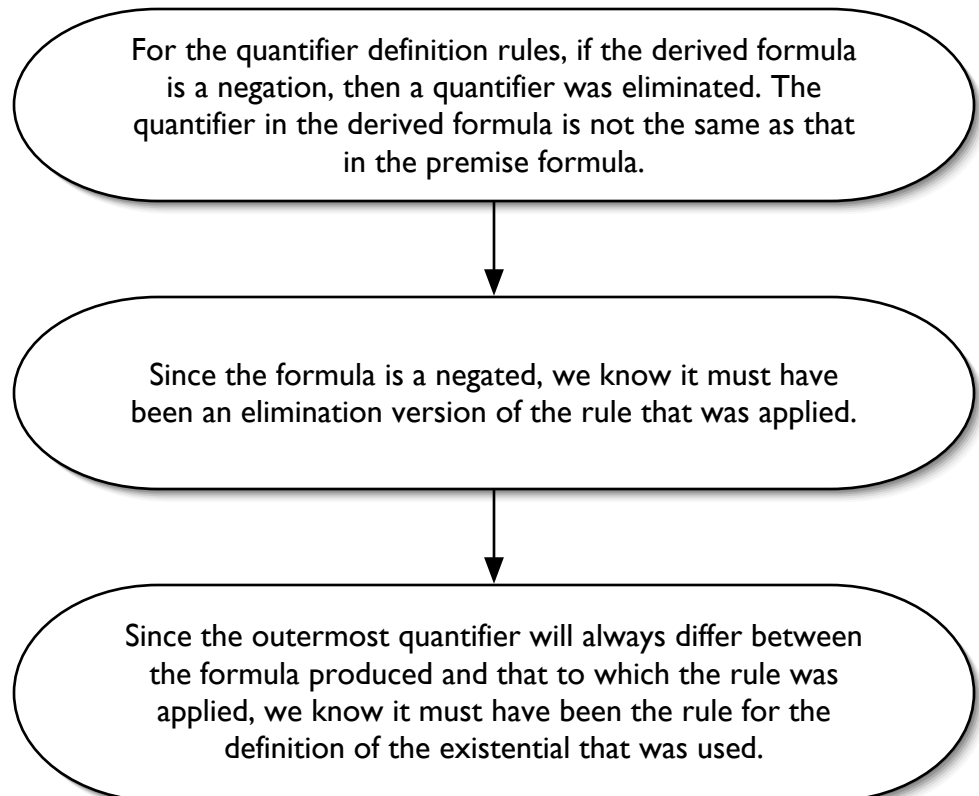 For the quantifier definition rules, if the derived formula
is a negation, then a quantifier was eliminated. The
quantifier in the derived formula is not the same as that
in the premise formula.
Since the formula is a negated, we know it must have
been an elimination version of the rule that was applied.
Since the outermost quantifier will always differ between
the formula produced and that to which the rule was
applied, we know it must have been the rule for the
definition of the existential that was used.